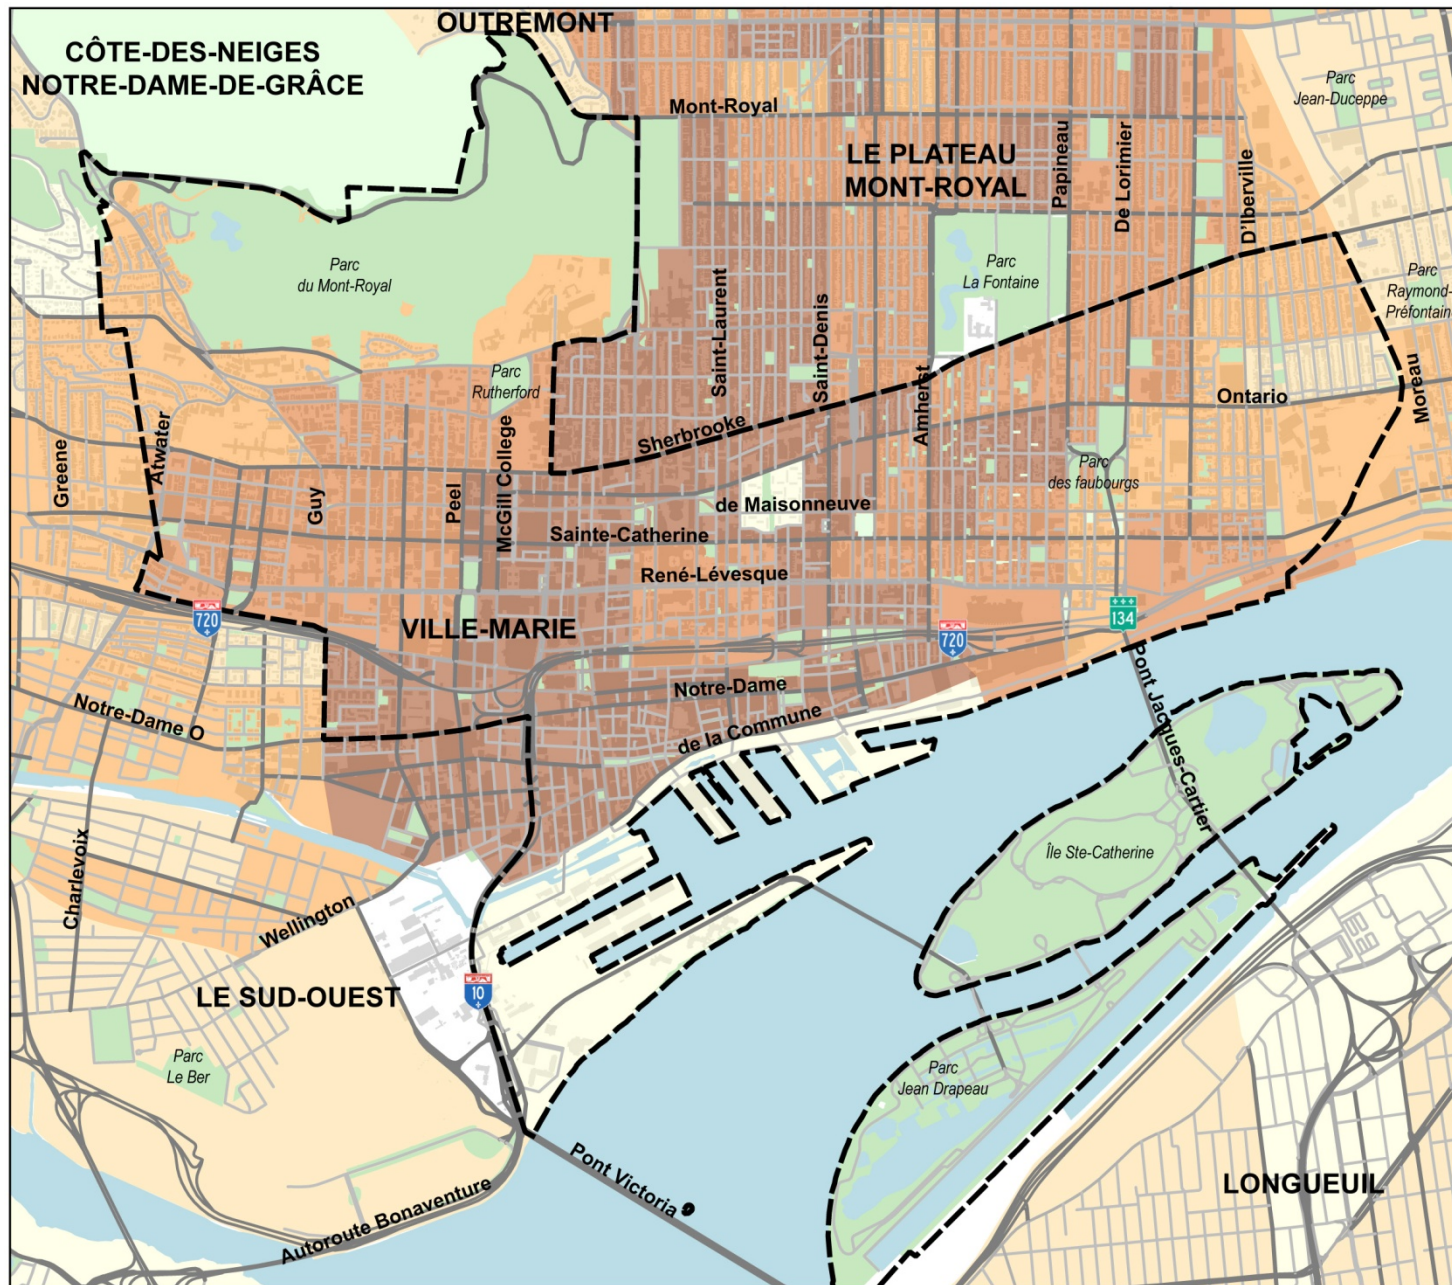 OUTREMONT
CÔTE-DES-NEIGES
NOTRE-DAME-DE-GRÂCE
Parc
Jean-Duceppe
Mont-Royal
LE PLATEAU
MONT-ROYAL
Papineau
De Lorimier
D'Iberville
Parc
du Mont-Royal
Parc
La Fontaine
Parc
Raymond-
Préfontain
Saint-Laurent
Saint-Denis
Parc
Rutherford
Amherst
Ontario
Moreau
Sherbrooke
Greene
Atwater
Guy
Peel
McGill College
Parc
des faubourgs
de Maisonneuve
Sainte-Catherine
René-Lévesque
720
VILLE-MARIE
720
134
Notre-Dame
Notre-Dame O
de la Commune
Pont Jacques-Cartier
Charlevoix
Île Ste-Catherine
Wellington
LE SUD-OUEST
10
Parc
Le Ber
Parc
Jean Drapeau
Pont Victoria
LONGUEUIL
Autoroute Bonaventure